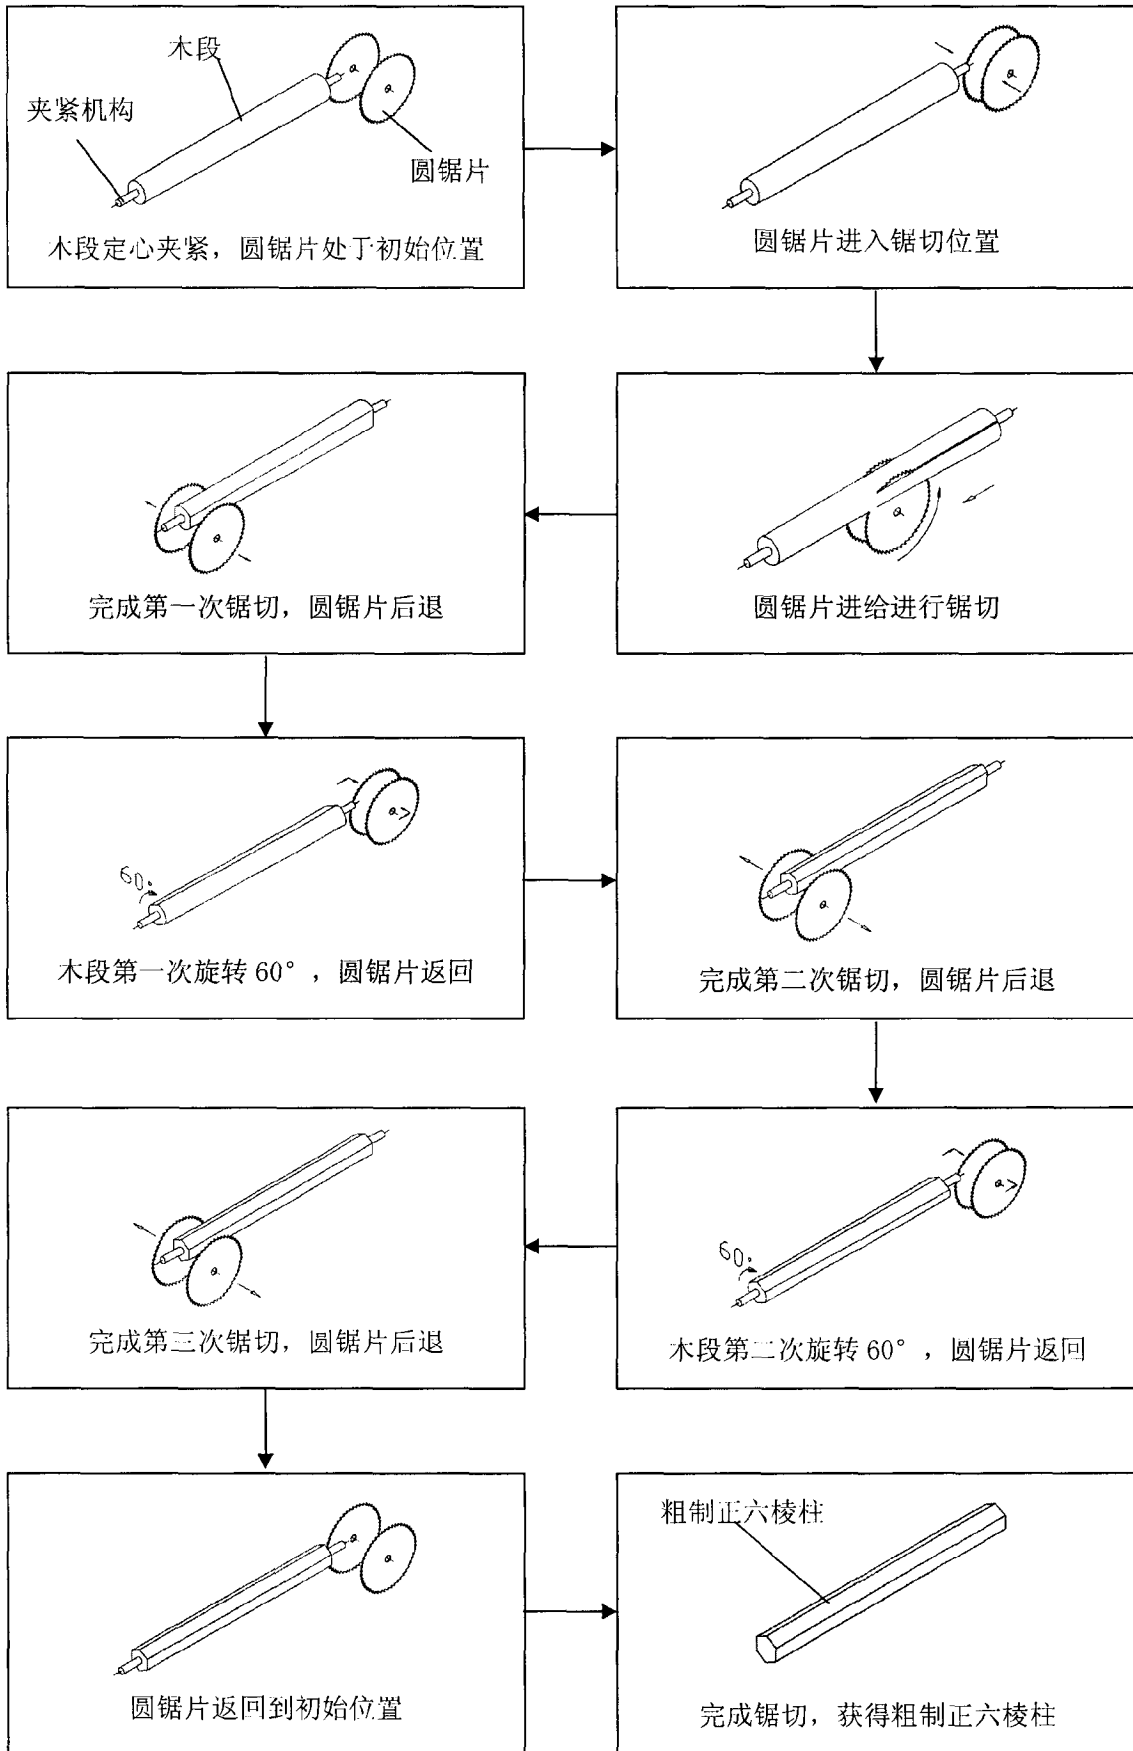 木段
夹紧机构
圆锯片
木段定心夹紧，圆锯片处于初始位置
圆锯片进入锯切位置
圆锯片进给进行锯切
完成第一次锯切，圆锯片后退
60°
木段第一次旋转 60°，圆锯片返回
完成第二次锯切，圆锯片后退
60°
木段第二次旋转 60°，圆锯片返回
完成第三次锯切，圆锯片后退
圆锯片返回到初始位置
粗制正六棱柱
完成锯切，获得粗制正六棱柱